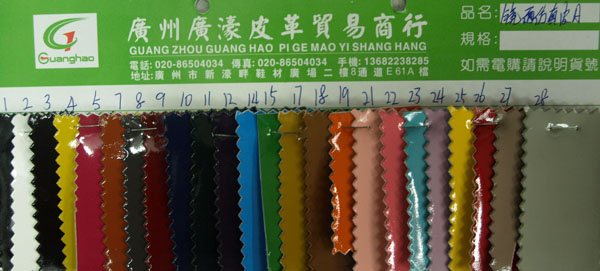 Guanghao
廣州廣濠皮革貿易商行
GUANG ZHOU GUANG HAO PI GE MAO YI SHANG HANG
電話:020-86504034 傳真:020-86504034 手機:13682238285
地址:廣州市新濠畔鞋材廣場二樓8通道E61A檔
品名:
規格:
如需電購請說明貨號
1 2 3 4 5 7 8 9 10 11 12 14 15 17 18 19 21 22 23 24 25 26 27 28